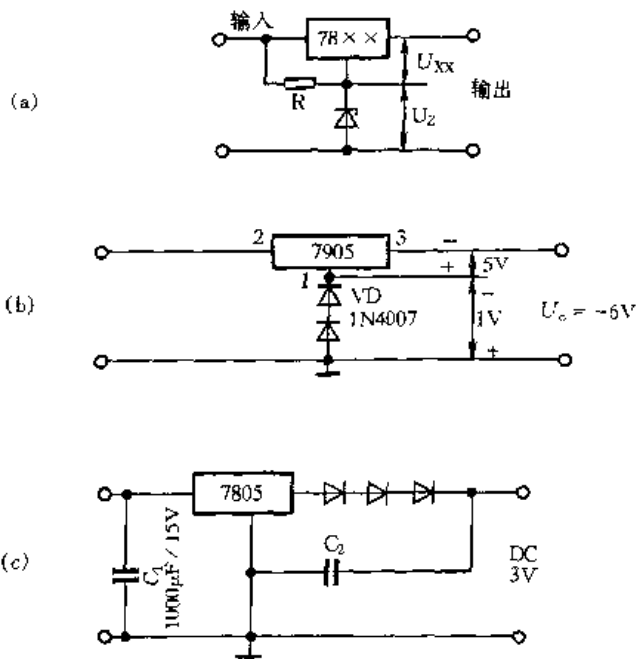 输入
78××
U_XX
(a)
R
输出
U_Z
2
7905
3
−
+
5V
1
(b)
VD
1N4007
−
1V
U_o = −6V
+
7805
(c)
C_1
1000μF / 15V
C_2
DC
3V